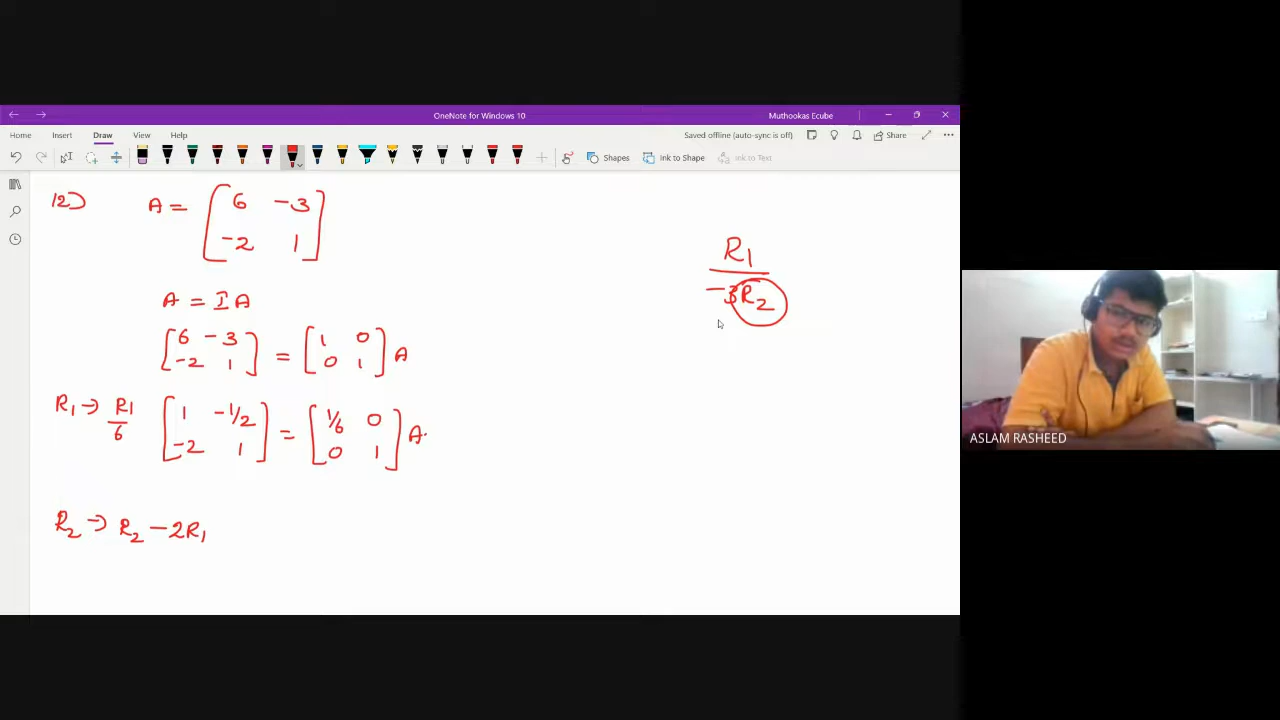 OneNote for Windows 10
Muthookas Ecube
Home Insert Draw View Help
Saved offline (auto-sync is off)
Share
Shapes
Ink to Shape
Ink to Text
12) A = [6 -3
-2 1]
A = IA
[6 -3
-2 1] = [1 0
0 1] A
R1 → R1/6 [1 -1/2
-2 1] = [1/6 0
0 1] A.
R2 → R2 - 2R1
R1
-3R2
ASLAM RASHEED